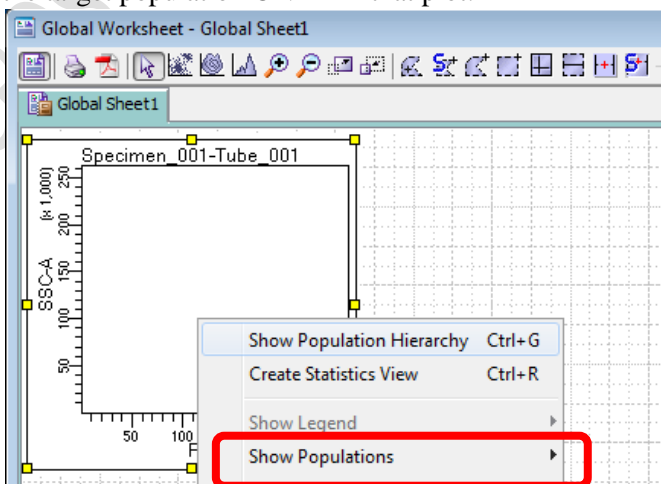 Global Worksheet - Global Sheet1
Global Sheet1
Specimen_001-Tube_001
SSC-A (x 1,000)
250
200
150
100
50
50 100
F
Show Population Hierarchy Ctrl+G
Create Statistics View Ctrl+R
Show Legend
Show Populations